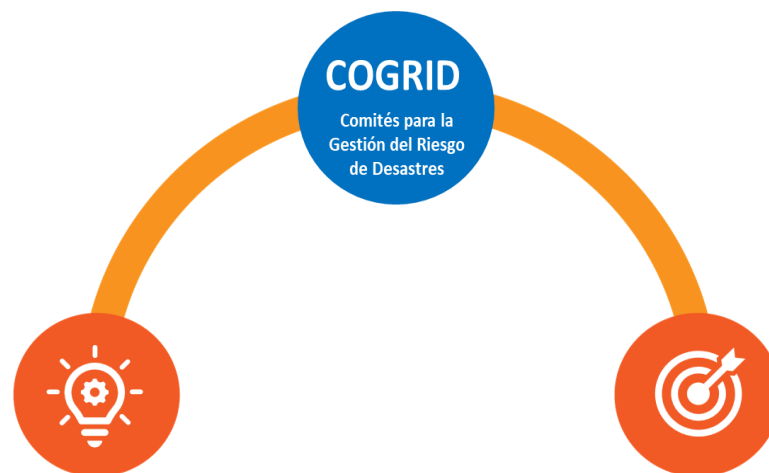 COGRID
Comités para la
Gestión del Riesgo
de Desastres